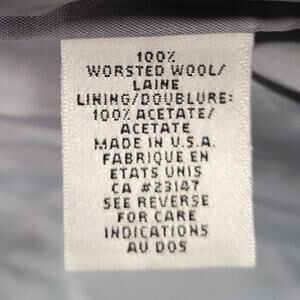 100%
WORSTED WOOL/
LAINE
LINING/DOUBLURE:
100% ACETATE/
ACETATE
MADE IN U.S.A.
FABRIQUE EN
ETATS UNIS
CA #23147
SEE REVERSE
FOR CARE
INDICATIONS
AU DOS